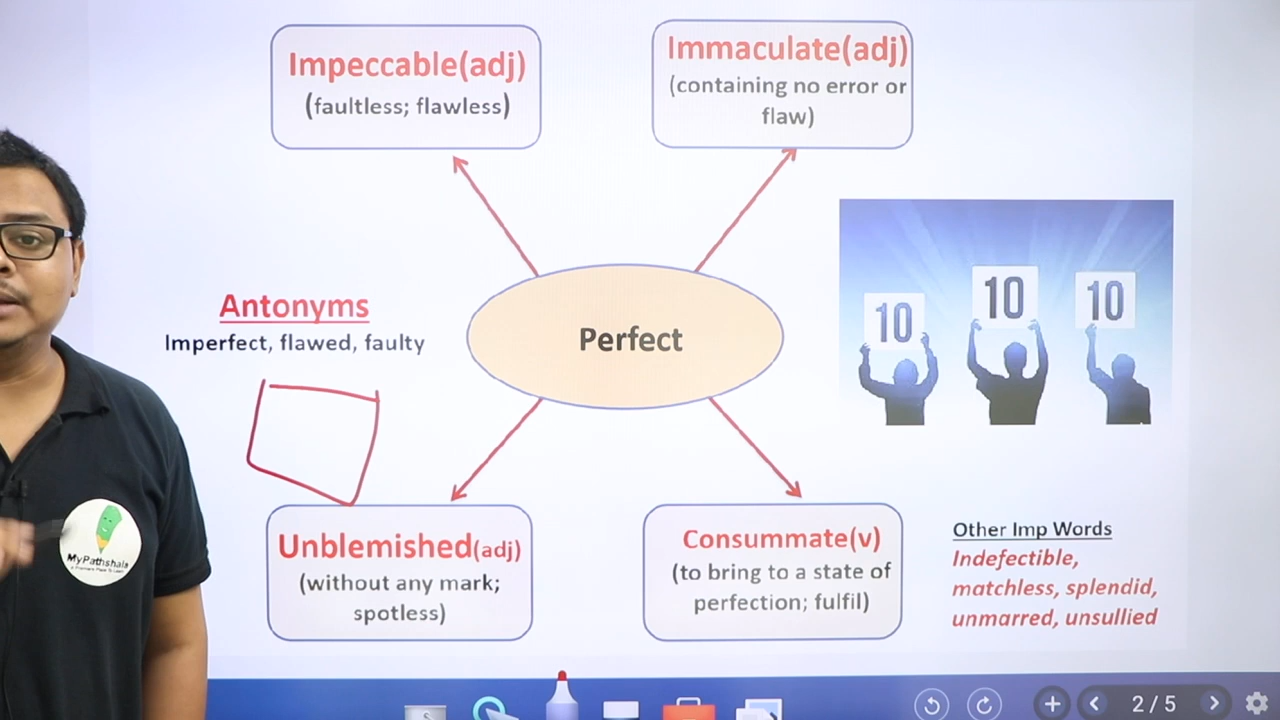 Impeccable(adj)
(faultless; flawless)
Immaculate(adj)
(containing no error or
flaw)
10
10
10
Antonyms
Imperfect, flawed, faulty
Perfect
Unblemished(adj)
(without any mark;
spotless)
Consummate(v)
(to bring to a state of
perfection; fulfil)
Other Imp Words
Indefectible,
matchless, splendid,
unmarred, unsullied
MyPathshala
2 / 5